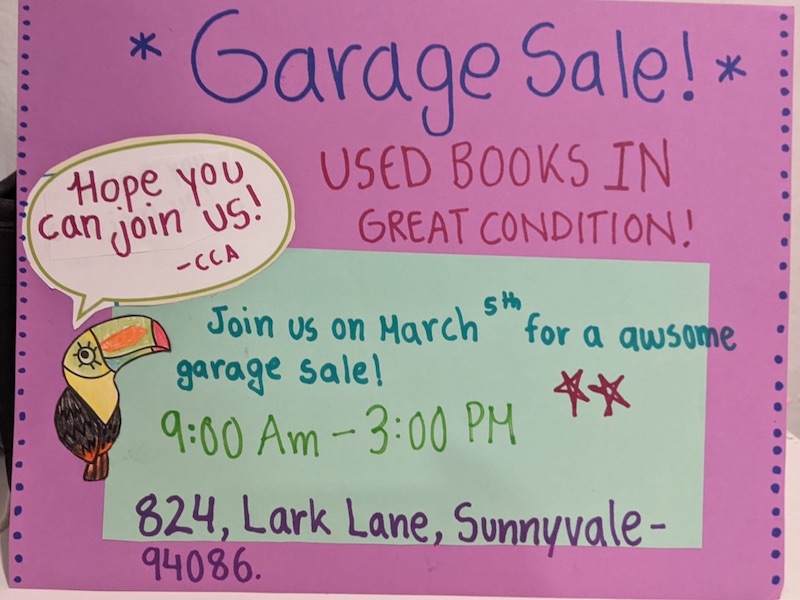 * Garage Sale! *
USED BOOKS IN
GREAT CONDITION!
Hope you
can join us!
-CCA
Join us on March 5th for a awsome
garage sale!
9:00 Am - 3:00 PM
824, Lark Lane, Sunnyvale-
94086.